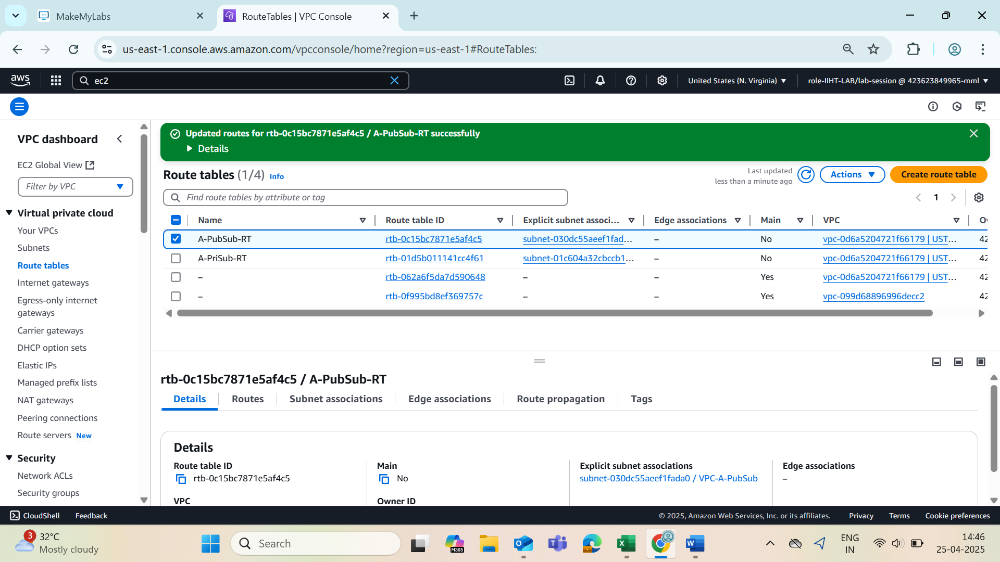 MakeMyLabs
RouteTables | VPC Console
us-east-1.console.aws.amazon.com/vpcconsole/home?region=us-east-1#RouteTables:
aws
ec2
United States (N. Virginia)
role-IIHT-LAB/lab-session @ 423623849965-mml
VPC dashboard
EC2 Global View
Filter by VPC
Virtual private cloud
Your VPCs
Subnets
Route tables
Internet gateways
Egress-only internet
gateways
Carrier gateways
DHCP option sets
Elastic IPs
Managed prefix lists
NAT gateways
Peering connections
Route servers New
Security
Network ACLs
Security groups
Updated routes for rtb-0c15bc7871e5af4c5 / A-PubSub-RT successfully
Details
Route tables (1/4) Info
Last updated
less than a minute ago
Actions
Create route table
Find route tables by attribute or tag
1
Name Route table ID Explicit subnet associ... Edge associations Main VPC Ov
A-PubSub-RT rtb-0c15bc7871e5af4c5 subnet-030dc55aeef1fad... – No vpc-0d6a5204721f66179 | UST... 42
A-PriSub-RT rtb-01d5b011141cc4f61 subnet-01c604a32cbccb1... – No vpc-0d6a5204721f66179 | UST... 42
– rtb-062a6f5da7d590648 – – Yes vpc-0d6a5204721f66179 | UST... 42
– rtb-0f995bd8ef369757c – – Yes vpc-099d68896996decc2 42
rtb-0c15bc7871e5af4c5 / A-PubSub-RT
Details Routes Subnet associations Edge associations Route propagation Tags
Details
Route table ID
rtb-0c15bc7871e5af4c5
Main
No
Explicit subnet associations
subnet-030dc55aeef1fada0 / VPC-A-PubSub
Edge associations
–
VPC
Owner ID
CloudShell Feedback
© 2025, Amazon Web Services, Inc. or its affiliates. Privacy Terms Cookie preferences
3
32°C
Mostly cloudy
Search
M365
ENG
IN
14:46
25-04-2025